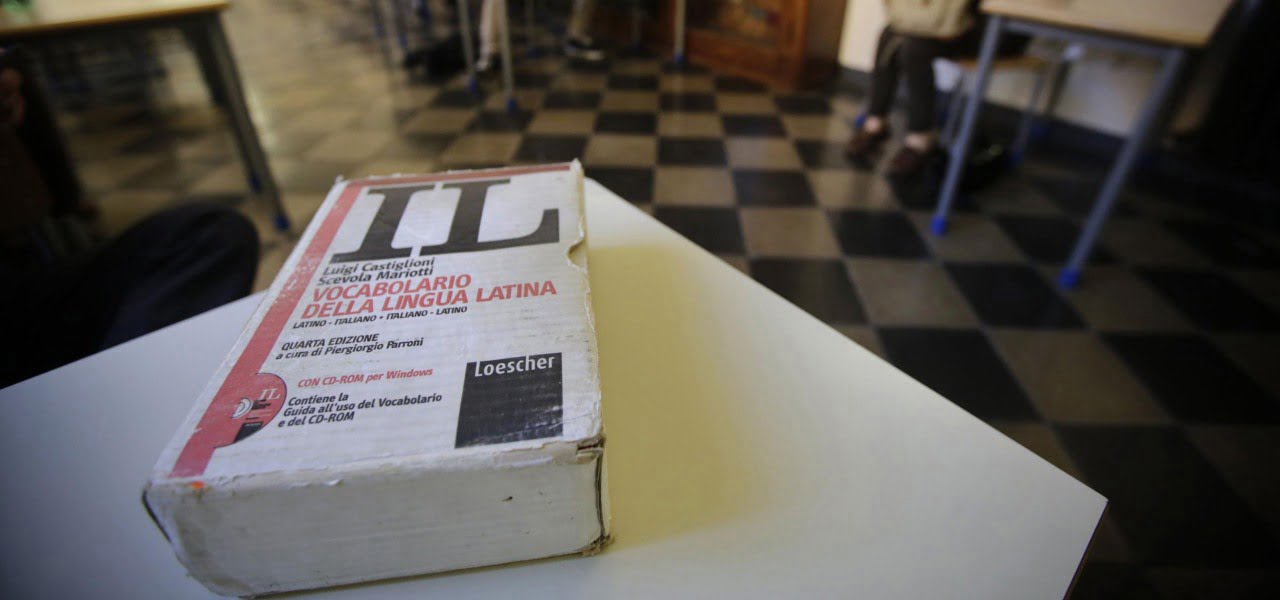 IL
Luigi Castiglioni
Scevola Mariotti
VOCABOLARIO
DELLA LINGUA LATINA
LATINO - ITALIANO • ITALIANO - LATINO
QUARTA EDIZIONE
a cura di Piergiorgio Parroni
CON CD-ROM per Windows
Contiene la
Guida all'uso del Vocabolario
e del CD-ROM
IL
Loescher